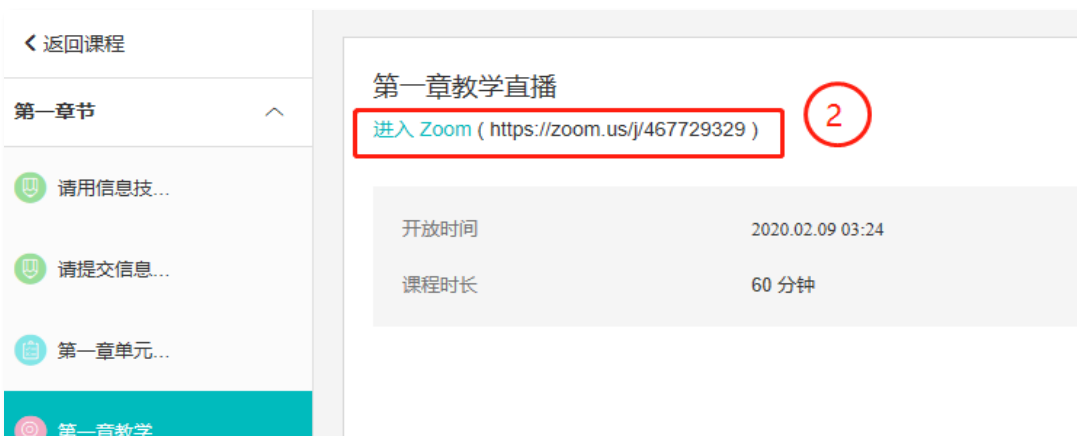 返回课程
第一章节
请用信息技...
请提交信息...
第一章单元...
第一章教学
第一章教学直播
进入 Zoom ( https://zoom.us/j/467729329 )
2
开放时间 2020.02.09 03:24
课程时长 60 分钟